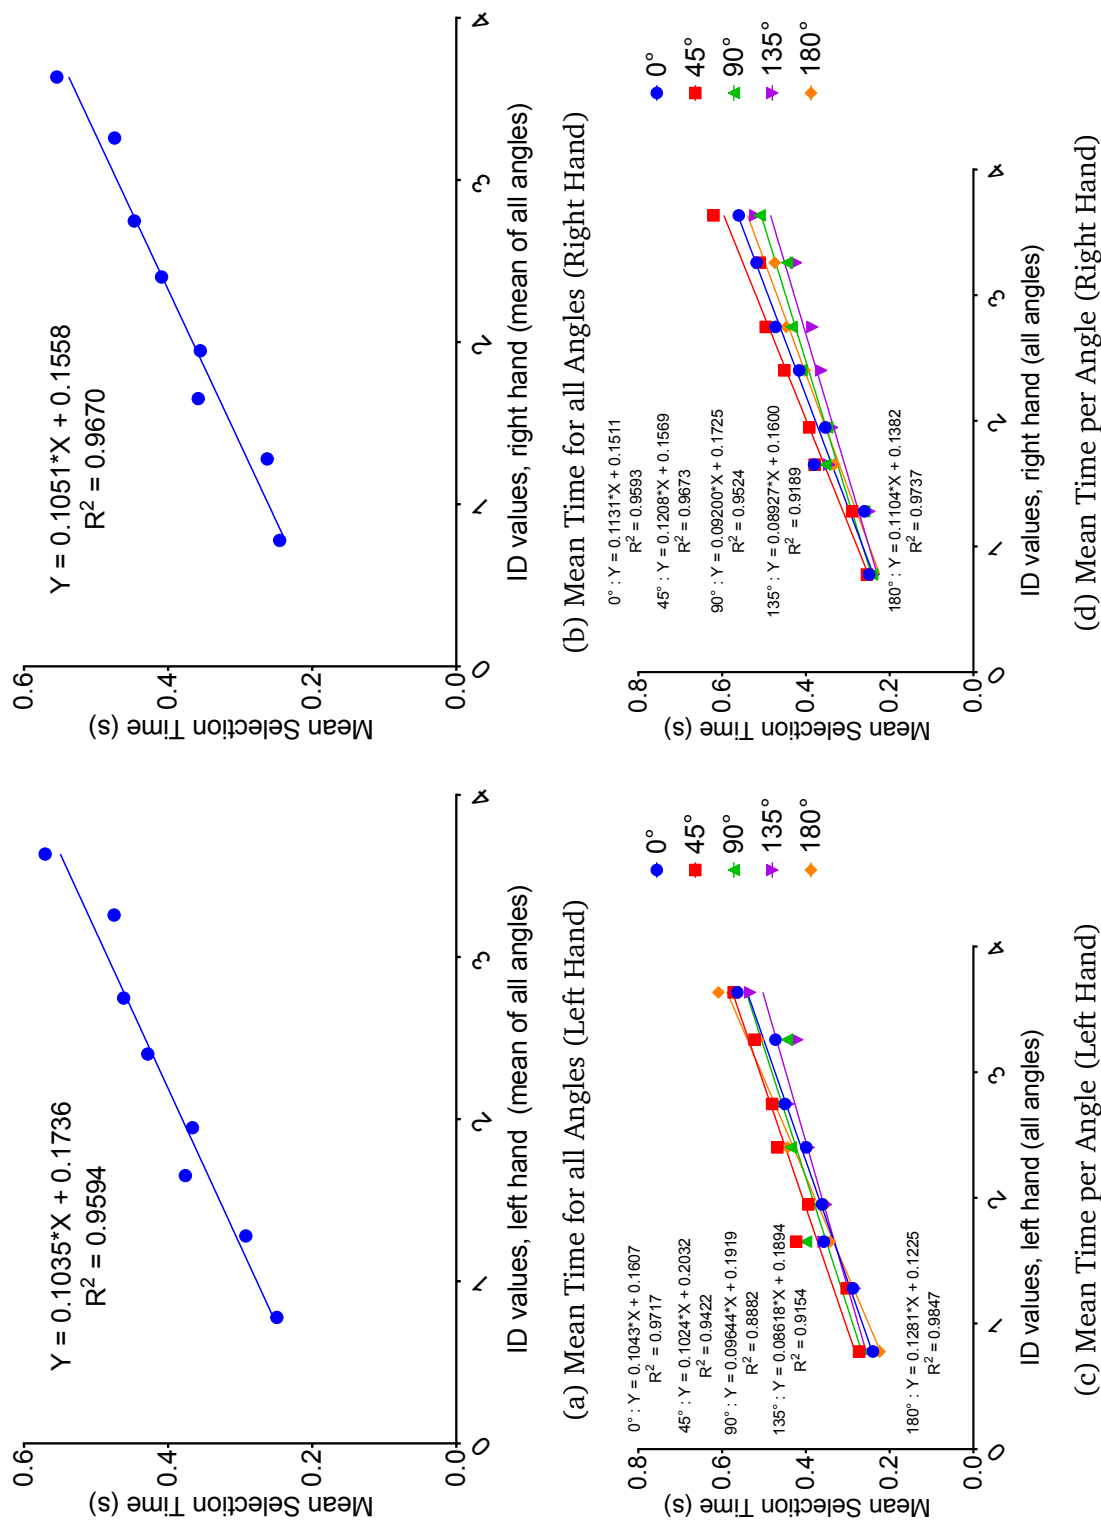 Y = 0.1035*X + 0.1736
R² = 0.9594
Mean Selection Time (s)
0.6
0.4
0.2
0.0
0
1
2
3
4
ID values, left hand (mean of all angles)
(a) Mean Time for all Angles (Left Hand)
Y = 0.1051*X + 0.1558
R² = 0.9670
Mean Selection Time (s)
0.6
0.4
0.2
0.0
0
1
2
3
4
ID values, right hand (mean of all angles)
(b) Mean Time for all Angles (Right Hand)
0° : Y = 0.1043*X + 0.1607
R² = 0.9717
45° : Y = 0.1024*X + 0.2032
R² = 0.9422
90° : Y = 0.09644*X + 0.1919
R² = 0.8882
135° : Y = 0.08618*X + 0.1894
R² = 0.9154
180° : Y = 0.1281*X + 0.1225
R² = 0.9847
Mean Selection Time (s)
0.8
0.6
0.4
0.2
0.0
0
1
2
3
4
ID values, left hand (all angles)
0°
45°
90°
135°
180°
(c) Mean Time per Angle (Left Hand)
0° : Y = 0.1131*X + 0.1511
R² = 0.9593
45° : Y = 0.1208*X + 0.1569
R² = 0.9673
90° : Y = 0.09200*X + 0.1725
R² = 0.9524
135° : Y = 0.08927*X + 0.1600
R² = 0.9189
180° : Y = 0.1104*X + 0.1382
R² = 0.9737
Mean Selection Time (s)
0.8
0.6
0.4
0.2
0.0
0
1
2
3
4
ID values, right hand (all angles)
0°
45°
90°
135°
180°
(d) Mean Time per Angle (Right Hand)